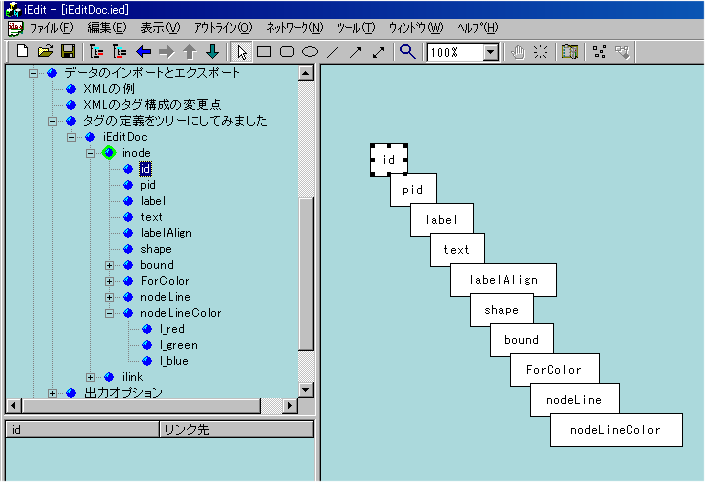 iEdit - [iEditDoc.ied]
ファイル(F) 編集(E) 表示(V) アウトライン(O) ネットワーク(N) ツール(T) ウィンドウ(W) ヘルプ(H)
100%
データのインポートとエクスポート
XMLの例
XMLのタグ構成の変更点
タグの定義をツリーにしてみました
iEditDoc
inode
id
pid
label
text
labelAlign
shape
bound
ForColor
nodeLine
nodeLineColor
l_red
l_green
l_blue
ilink
出力オプション
id リンク先
id
pid
label
text
labelAlign
shape
bound
ForColor
nodeLine
nodeLineColor